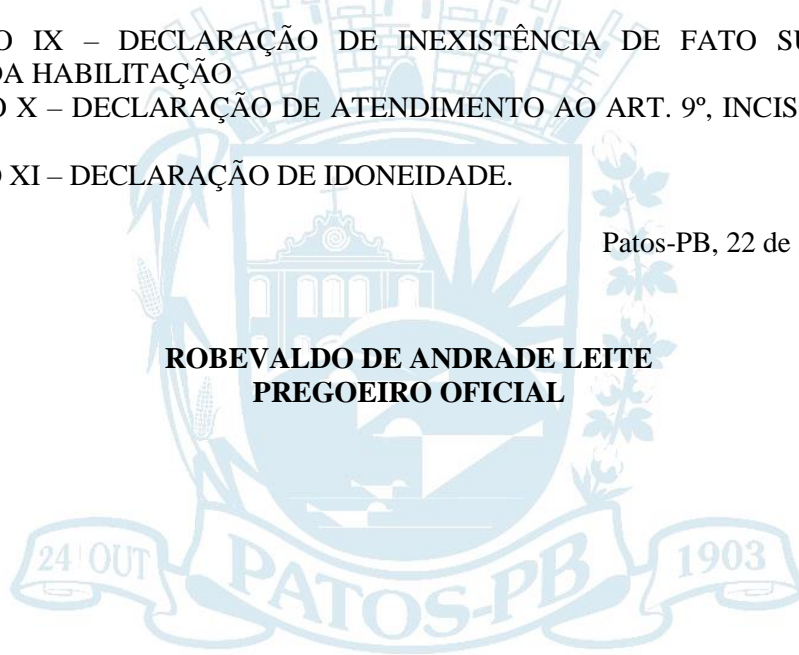 O IX – DECLARAÇÃO DE INEXISTÊNCIA DE FATO SU
DA HABILITAÇÃO
O X – DECLARAÇÃO DE ATENDIMENTO AO ART. 9º, INCIS
O XI – DECLARAÇÃO DE IDONEIDADE.
Patos-PB, 22 de
ROBEVALDO DE ANDRADE LEITE
PREGOEIRO OFICIAL
24 OUT
PATOS-PB
1903